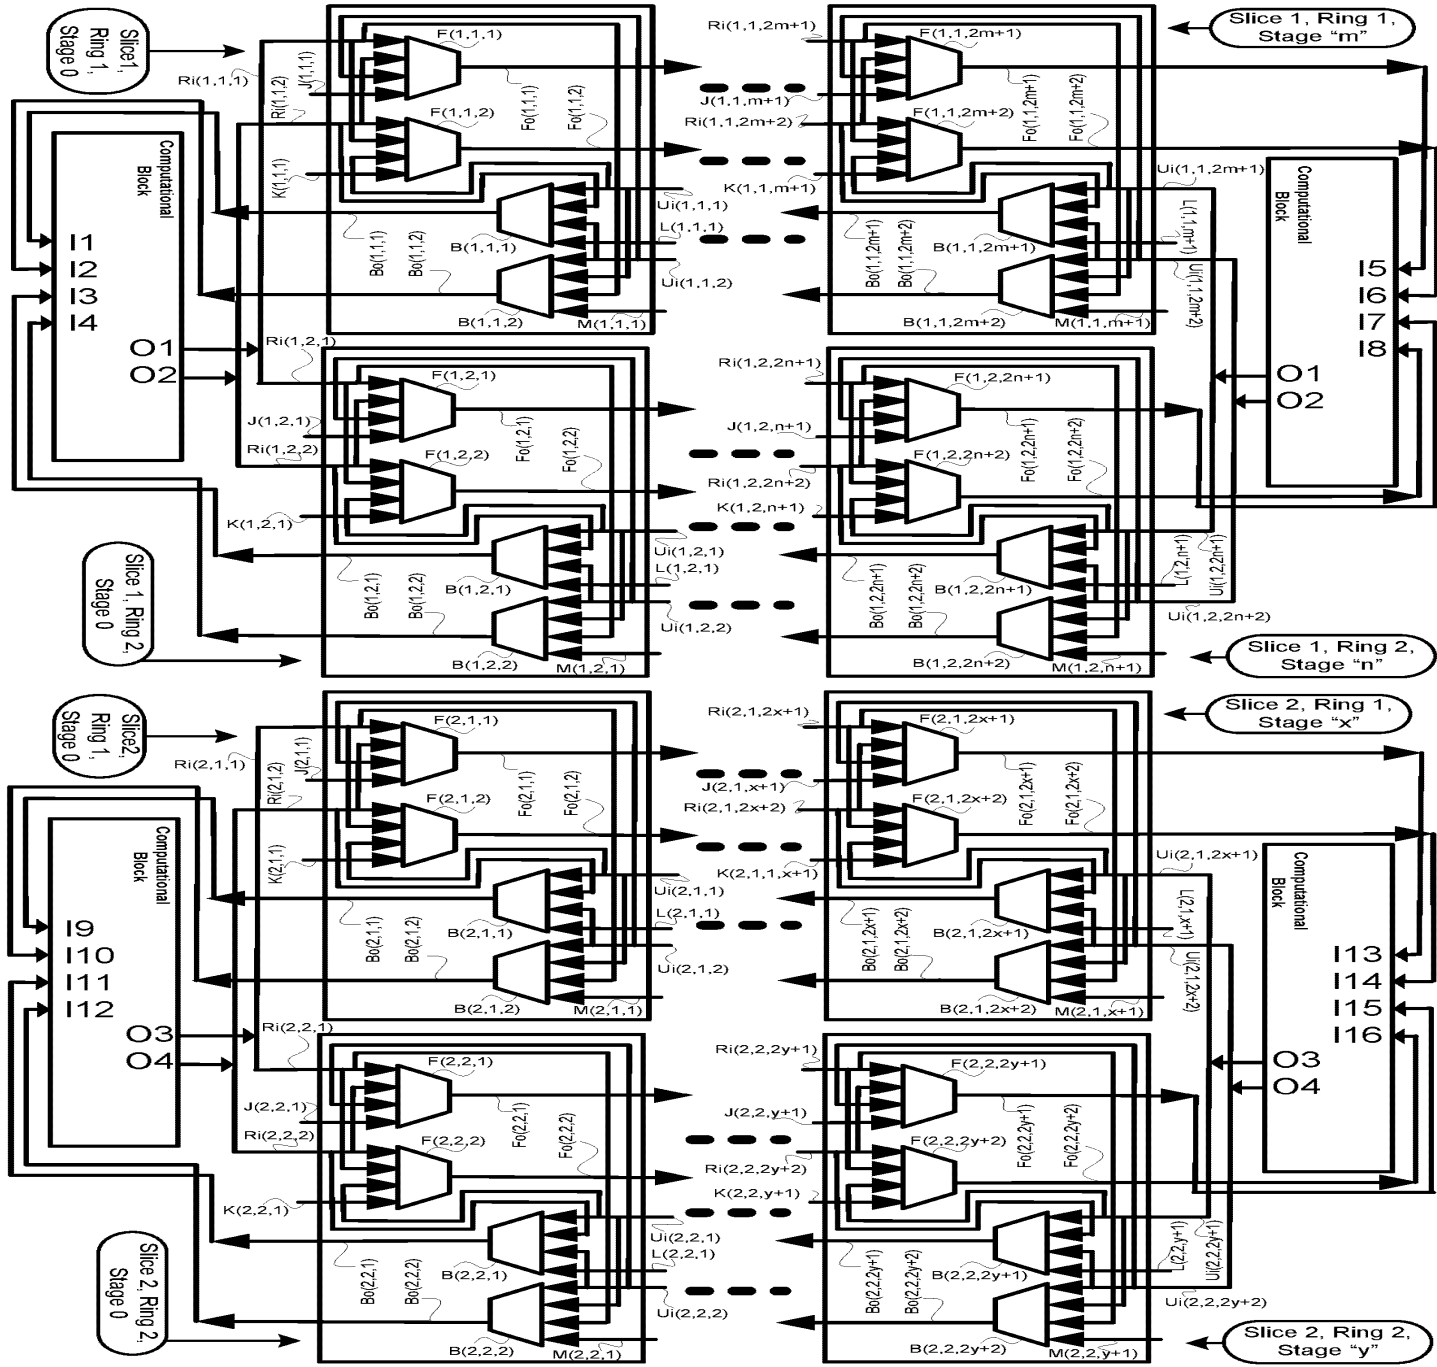 Slice1,
Ring 1,
Stage 0
Ri(1,1,1)
Ri(1,1,2)
J(1,1,1)
K(1,1,1)
F(1,1,1)
F(1,1,2)
Fo(1,1,1)
Fo(1,1,2)
Ui(1,1,1)
L(1,1,1)
Ui(1,1,2)
B(1,1,1)
B(1,1,2)
M(1,1,1)
Bo(1,1,1)
Bo(1,1,2)
Ri(1,1,2m+1)
J(1,1,m+1)
Ri(1,1,2m+2)
K(1,1,m+1)
F(1,1,2m+1)
F(1,1,2m+2)
Fo(1,1,2m+1)
Fo(1,1,2m+2)
Ui(1,1,2m+1)
L(1,1,m+1)
Ui(1,1,2m+2)
B(1,1,2m+1)
B(1,1,2m+2)
M(1,1,m+1)
Bo(1,1,2m+1)
Bo(1,1,2m+2)
Slice 1, Ring 1,
Stage “m”
Computational
Block
I1
I2
I3
I4
O1
O2
Computational
Block
I5
I6
I7
I8
O1
O2
Ri(1,2,1)
J(1,2,1)
Ri(1,2,2)
K(1,2,1)
F(1,2,1)
F(1,2,2)
Fo(1,2,1)
Fo(1,2,2)
Ui(1,2,1)
L(1,2,1)
Ui(1,2,2)
B(1,2,1)
B(1,2,2)
M(1,2,1)
Bo(1,2,1)
Bo(1,2,2)
Slice 1, Ring 2,
Stage 0
Ri(1,2,2n+1)
J(1,2,n+1)
Ri(1,2,2n+2)
K(1,2,n+1)
F(1,2,2n+1)
F(1,2,2n+2)
Fo(1,2,2n+1)
Fo(1,2,2n+2)
L(1,2,n+1)
Ui(1,2,2n+1)
Ui(1,2,2n+2)
B(1,2,2n+1)
B(1,2,2n+2)
M(1,2,n+1)
Bo(1,2,2n+1)
Bo(1,2,2n+2)
Slice 1, Ring 2,
Stage “n”
Slice2,
Ring 1,
Stage 0
Ri(2,1,1)
Ri(2,1,2)
J(2,1,1)
K(2,1,1)
F(2,1,1)
F(2,1,2)
Fo(2,1,1)
Fo(2,1,2)
Ui(2,1,1)
L(2,1,1)
Ui(2,1,2)
B(2,1,1)
B(2,1,2)
M(2,1,1)
Bo(2,1,1)
Bo(2,1,2)
Ri(2,1,2x+1)
J(2,1,x+1)
Ri(2,1,2x+2)
K(2,1,1,x+1)
F(2,1,2x+1)
F(2,1,2x+2)
Fo(2,1,2x+1)
Fo(2,1,2x+2)
Ui(2,1,2x+1)
L(2,1,x+1)
Ui(2,1,2x+2)
B(2,1,2x+1)
B(2,1,2x+2)
M(2,1,x+1)
Bo(2,1,2x+1)
Bo(2,1,2x+2)
Slice 2, Ring 1,
Stage “x”
Computational
Block
I9
I10
I11
I12
O3
O4
Computational
Block
I13
I14
I15
I16
O3
O4
Ri(2,2,1)
J(2,2,1)
Ri(2,2,2)
K(2,2,1)
F(2,2,1)
F(2,2,2)
Fo(2,2,1)
Fo(2,2,2)
Ui(2,2,1)
L(2,2,1)
Ui(2,2,2)
B(2,2,1)
B(2,2,2)
M(2,2,1)
Bo(2,2,1)
Bo(2,2,2)
Slice 2, Ring 2,
Stage 0
Ri(2,2,2y+1)
J(2,2,y+1)
Ri(2,2,2y+2)
K(2,2,y+1)
F(2,2,2y+1)
F(2,2,2y+2)
Fo(2,2,2y+1)
Fo(2,2,2y+2)
L(2,2,y+1)
Ui(2,2,2y+1)
Ui(2,2,2y+2)
B(2,2,2y+1)
B(2,2,2y+2)
M(2,2,y+1)
Bo(2,2,2y+1)
Bo(2,2,2y+2)
Slice 2, Ring 2,
Stage “y”